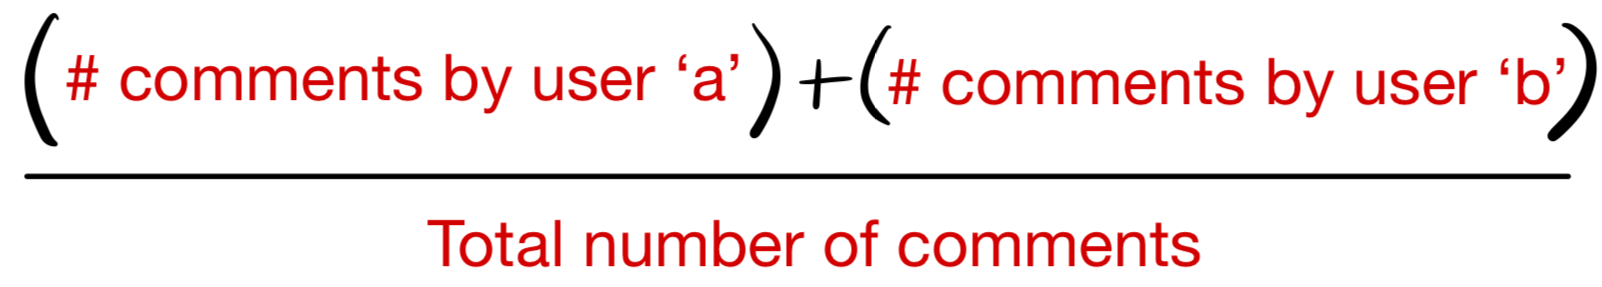 (# comments by user ‘a’)+(# comments by user ‘b’)
Total number of comments